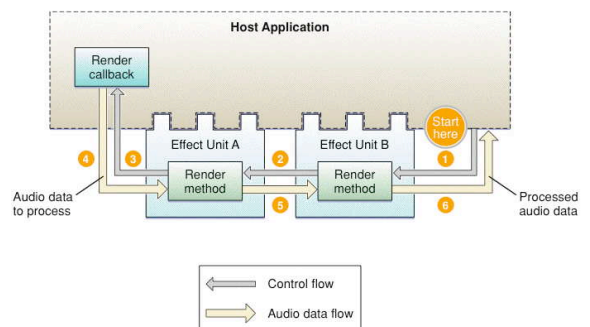 Host Application
Render
callback
Start
here
Effect Unit A
Effect Unit B
4
3
2
1
Render
method
Render
method
Audio data
to process
5
6
Processed
audio data
Control flow
Audio data flow